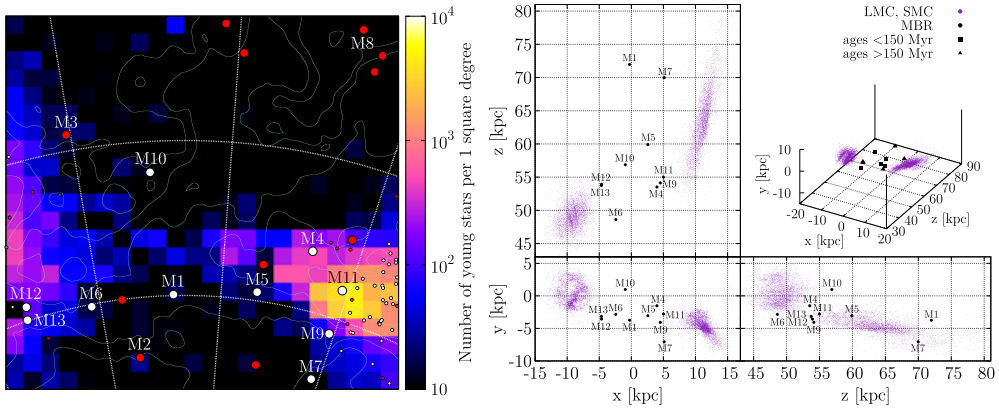 M8
M3
M10
M4
M12
M6
M1
M5
M11
M13
M9
M2
M7
10^4
10^3
10^2
10
Number of young stars per 1 square degree
80
75
70
65
60
55
50
45
z [kpc]
M1
M7
M5
M10
M11
M12
M9
M13
M4
M6
LMC, SMC
MBR
ages <150 Myr
ages >150 Myr
10
5
0
-5
-10
y [kpc]
-20
-10
0
10
20
x [kpc]
30
40
50
60
70
80
90
z [kpc]
5
0
-5
-10
y [kpc]
M10
M4
M13
M6
M5
M11
M12
M1
M9
M7
-15
-10
-5
0
5
10
15
x [kpc]
M10
M4
M6
M13
M11
M5
M12
M1
M9
M7
45
50
55
60
65
70
75
80
z [kpc]